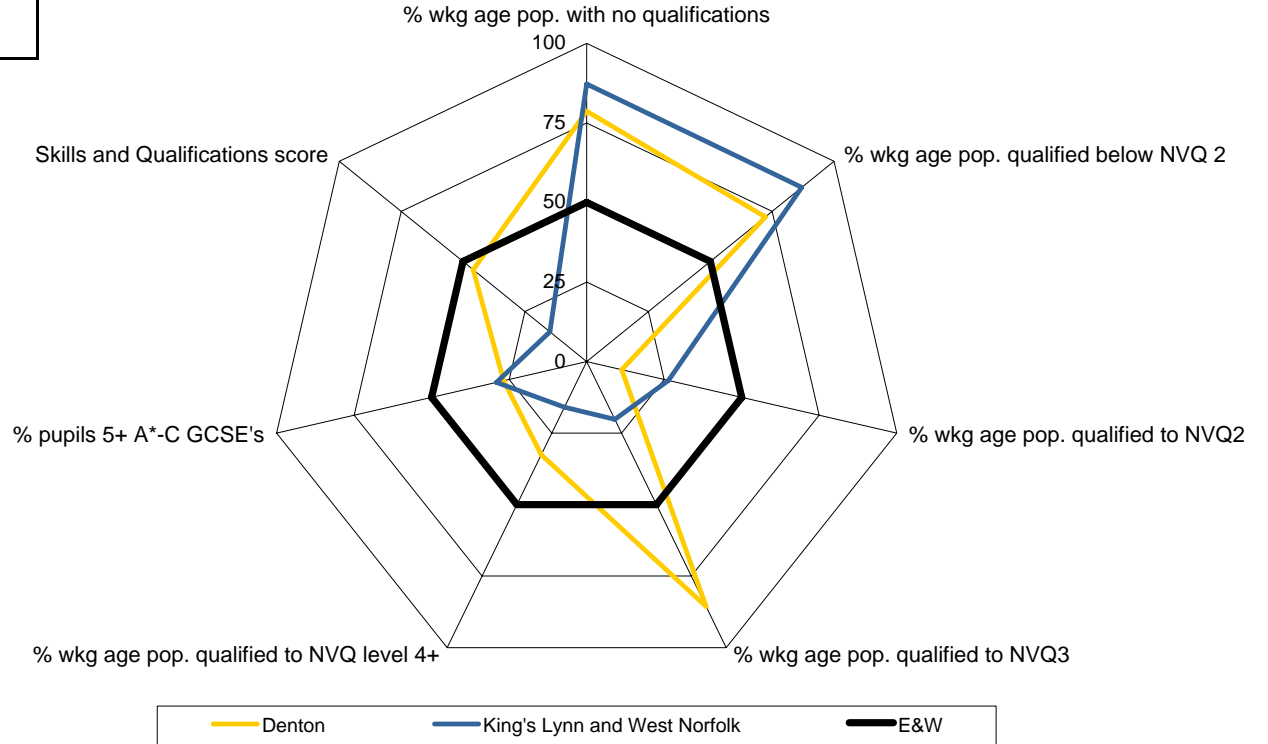 % wkg age pop. with no qualifications
100
75
50
25
0
Skills and Qualifications score
% wkg age pop. qualified below NVQ 2
% pupils 5+ A*-C GCSE's
% wkg age pop. qualified to NVQ2
% wkg age pop. qualified to NVQ level 4+
% wkg age pop. qualified to NVQ3
Denton
King's Lynn and West Norfolk
E&W